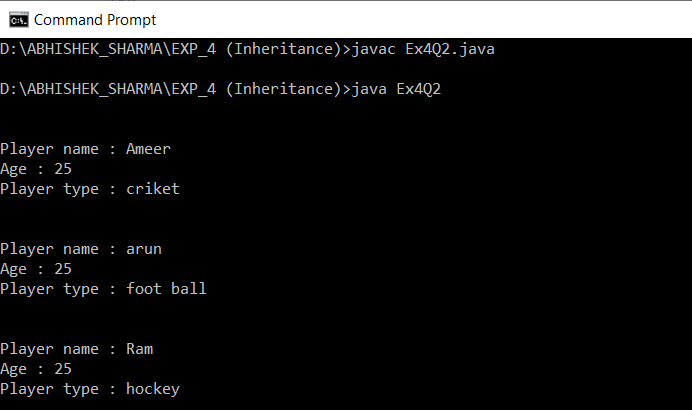 Command Prompt
D:\ABHISHEK_SHARMA\EXP_4 (Inheritance)>javac Ex4Q2.java
D:\ABHISHEK_SHARMA\EXP_4 (Inheritance)>java Ex4Q2
Player name : Ameer
Age : 25
Player type : criket
Player name : arun
Age : 25
Player type : foot ball
Player name : Ram
Age : 25
Player type : hockey